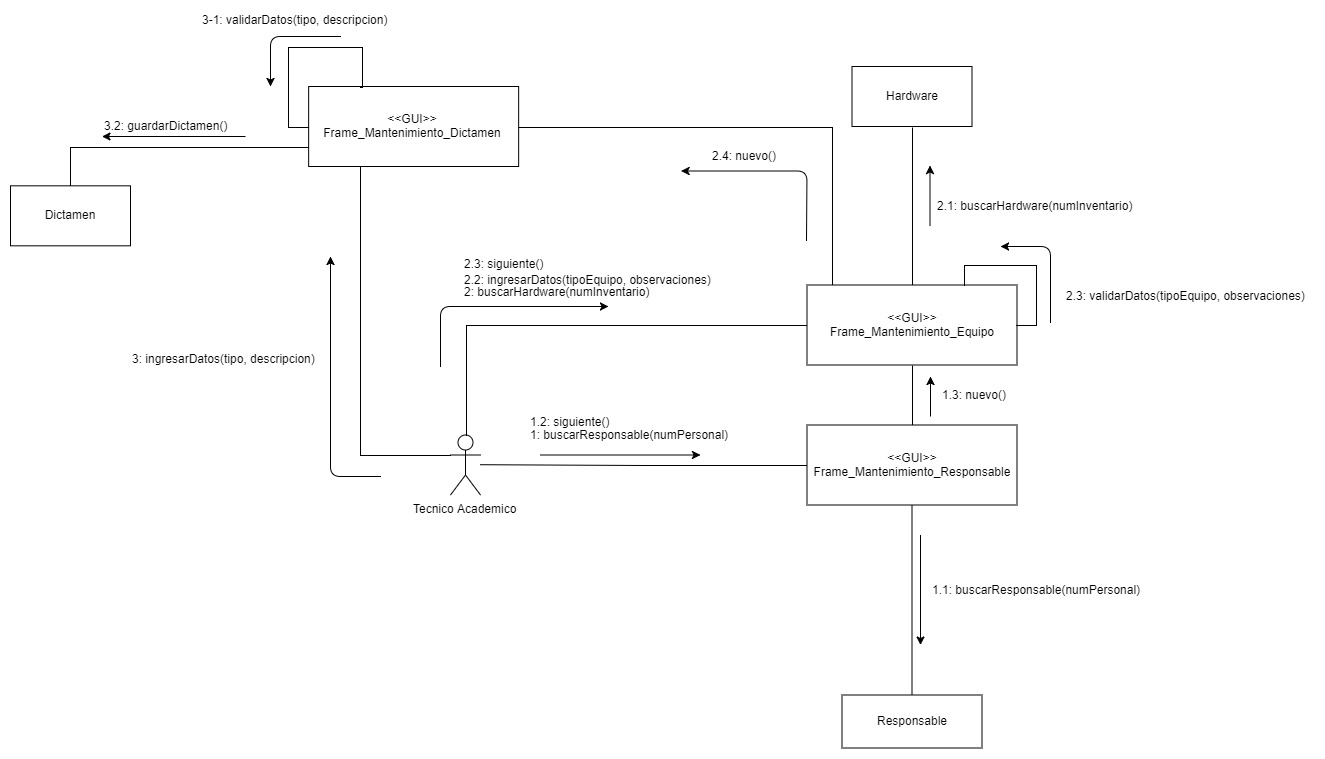 3-1: validarDatos(tipo, descripcion)
<<GUI>>
Frame_Mantenimiento_Dictamen
3.2: guardarDictamen()
Dictamen
Hardware
2.4: nuevo()
2.1: buscarHardware(numInventario)
2.3: siguiente()
2.2: ingresarDatos(tipoEquipo, observaciones)
2: buscarHardware(numInventario)
2.3: validarDatos(tipoEquipo, observaciones)
<<GUI>>
Frame_Mantenimiento_Equipo
3: ingresarDatos(tipo, descripcion)
1.3: nuevo()
1.2: siguiente()
1: buscarResponsable(numPersonal)
<<GUI>>
Frame_Mantenimiento_Responsable
Tecnico Academico
1.1: buscarResponsable(numPersonal)
Responsable